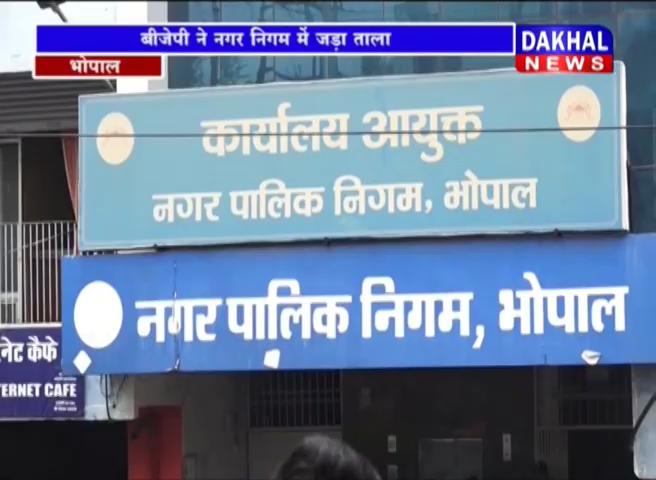 बीजेपी ने नगर निगम में जड़ा ताला
DAKHAL
NEWS
भोपाल
कार्यालय आयुक्त
नगर पालिक निगम, भोपाल
नगर पालिक निगम, भोपाल
नेट कैफे
TERNET CAFE